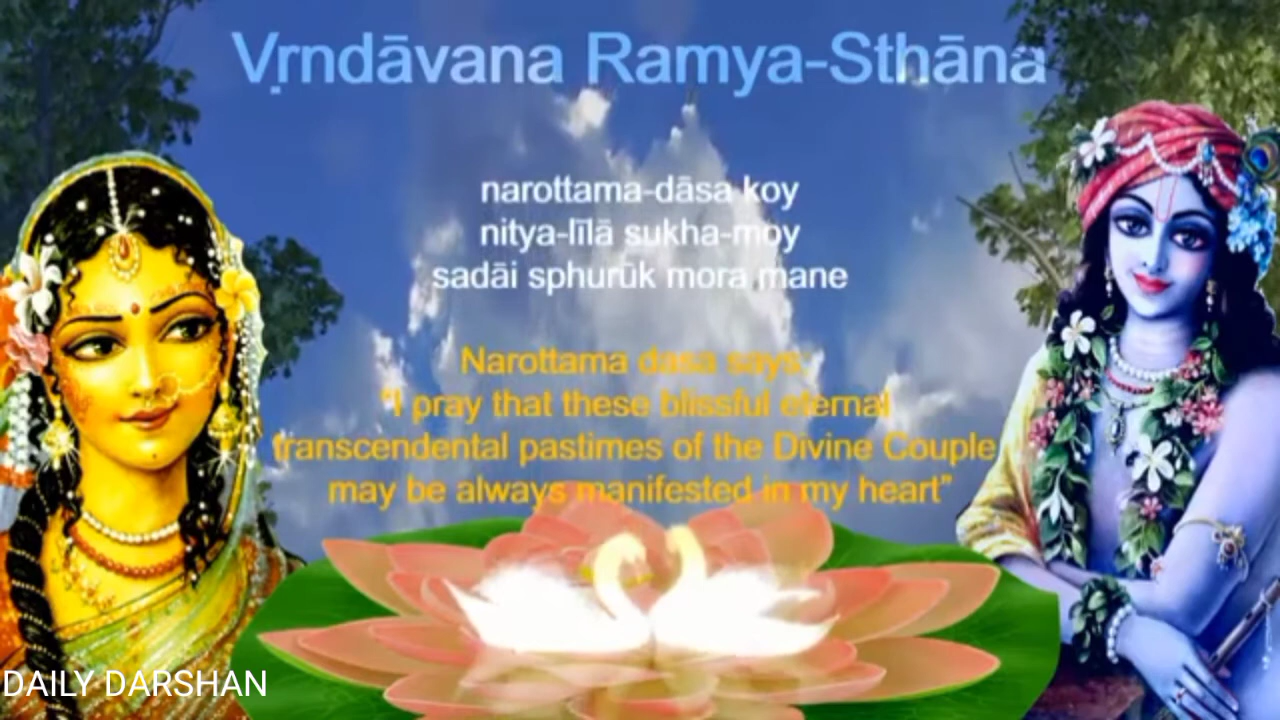 Vṛndāvana Ramya-Sthāna
narottama-dāsa koy
nitya-līlā sukha-moy
sadāi sphurūk mora mane
Narottama dasa says:
"I pray that these blissful eternal
transcendental pastimes of the Divine Couple
may be always manifested in my heart"
DAILY DARSHAN